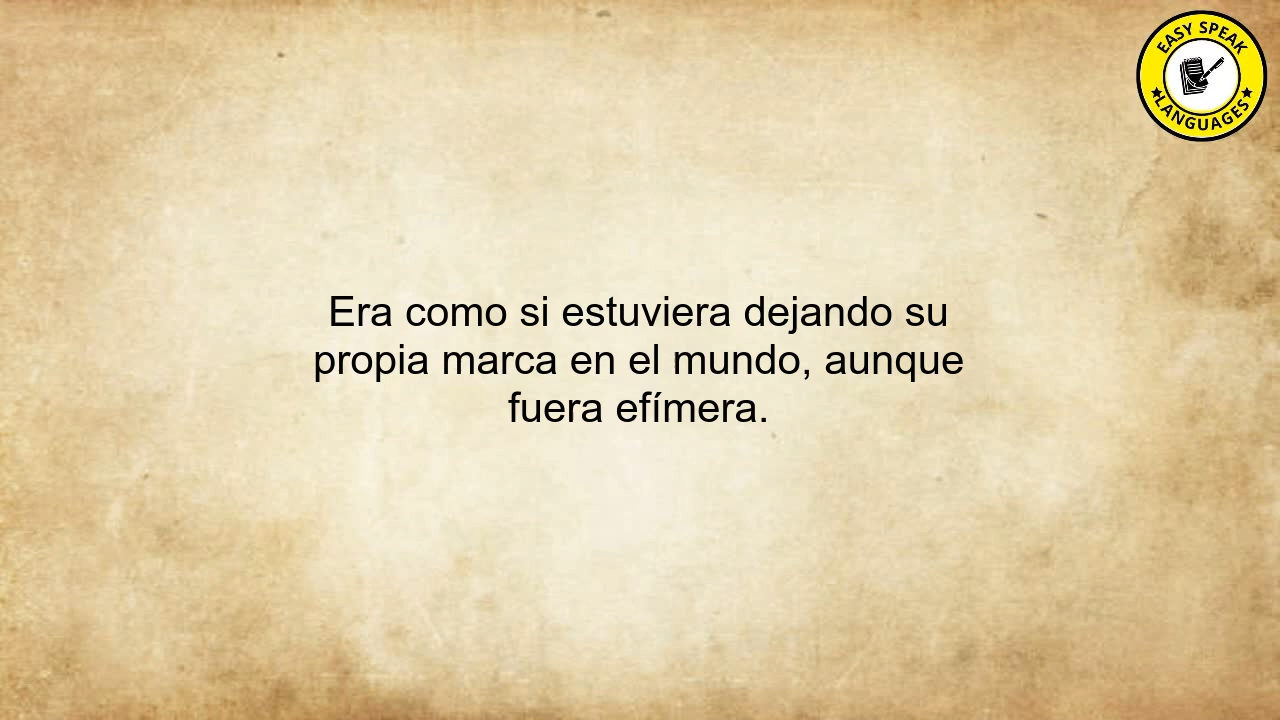 EASY SPEAK
LANGUAGES
Era como si estuviera dejando su
propia marca en el mundo, aunque
fuera efímera.